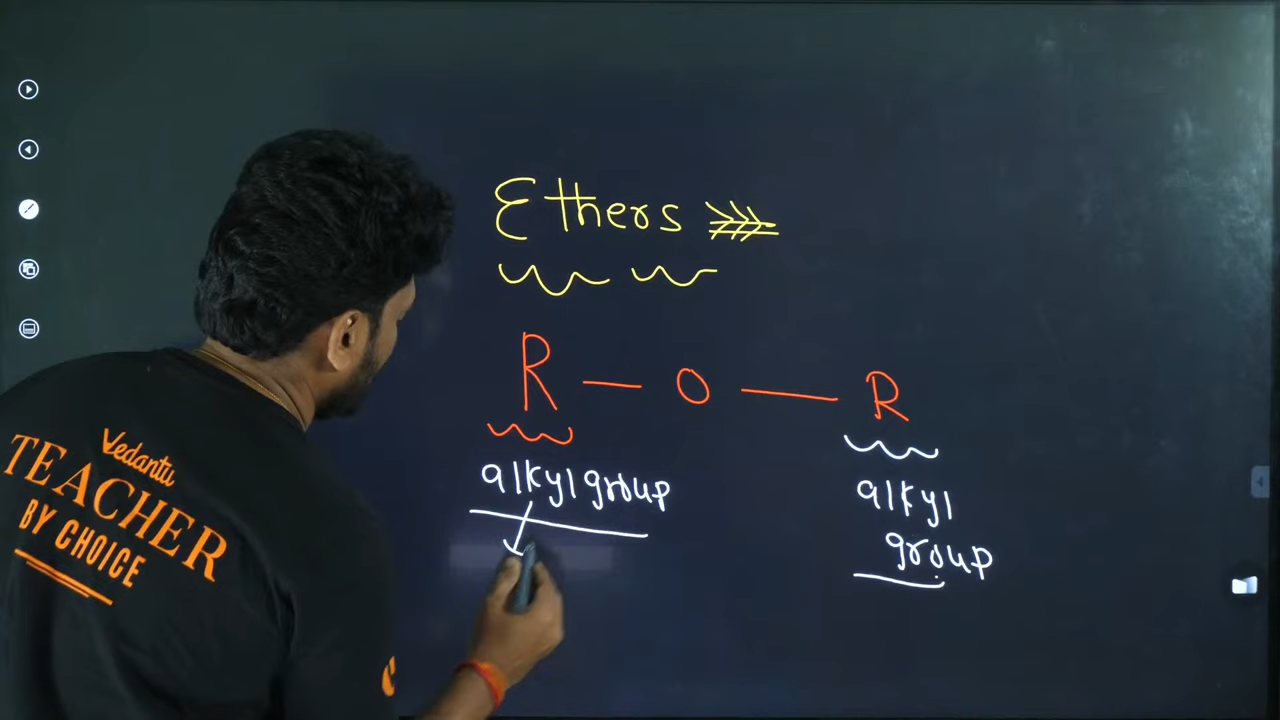 Ethers
R — O — R
alkyl group
alkyl
group
Vedantu
TEACHER
BY CHOICE